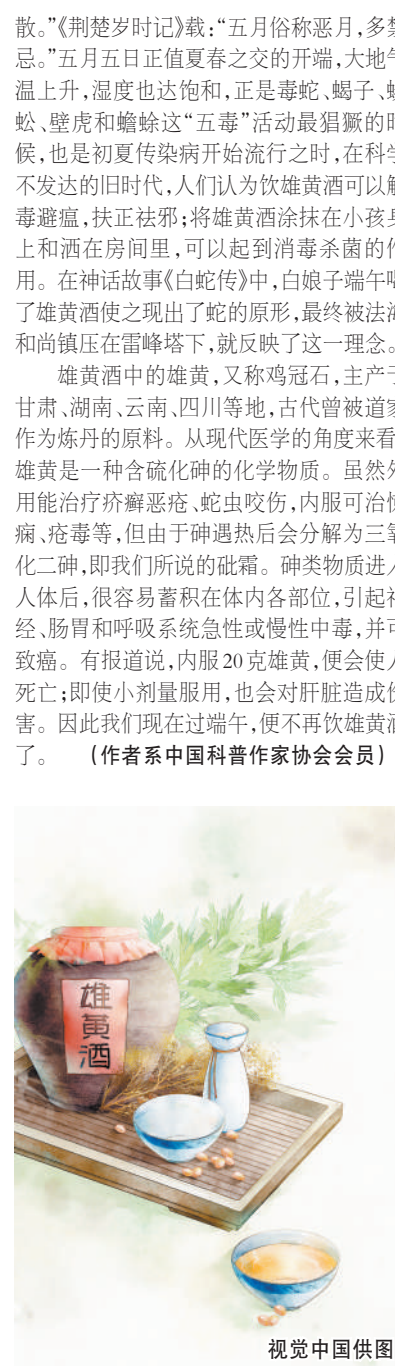 散。”《荆楚岁时记》载：“五月俗称恶月，多禁
忌。”五月五日正值夏春之交的开端，大地气
温上升，湿度也达饱和，正是毒蛇、蝎子、蜈
蚣、壁虎和蟾蜍这“五毒”活动最猖獗的时
候，也是初夏传染病开始流行之时，在科学
不发达的旧时代，人们认为饮雄黄酒可以解
毒避瘟，扶正祛邪；将雄黄酒涂抹在小孩身
上和洒在房间里，可以起到消毒杀菌的作
用。在神话故事《白蛇传》中，白娘子端午喝
了雄黄酒使之现出了蛇的原形，最终被法海
和尚镇压在雷峰塔下，就反映了这一理念。
雄黄酒中的雄黄，又称鸡冠石，主产于
甘肃、湖南、云南、四川等地，古代曾被道家
作为炼丹的原料。从现代医学的角度来看
雄黄是一种含硫化砷的化学物质。虽然外
用能治疗疥癣恶疮、蛇虫咬伤，内服可治惊
痫、疮毒等，但由于砷遇热后会分解为三氧
化二砷，即我们所说的砒霜。砷类物质进入
人体后，很容易蓄积在体内各部位，引起神
经、肠胃和呼吸系统急性或慢性中毒，并可
致癌。有报道说，内服20克雄黄，便会使人
死亡；即使小剂量服用，也会对肝脏造成伤
害。因此我们现在过端午，便不再饮雄黄酒
了。 （作者系中国科普作家协会会员）
雄黄酒
视觉中国供图